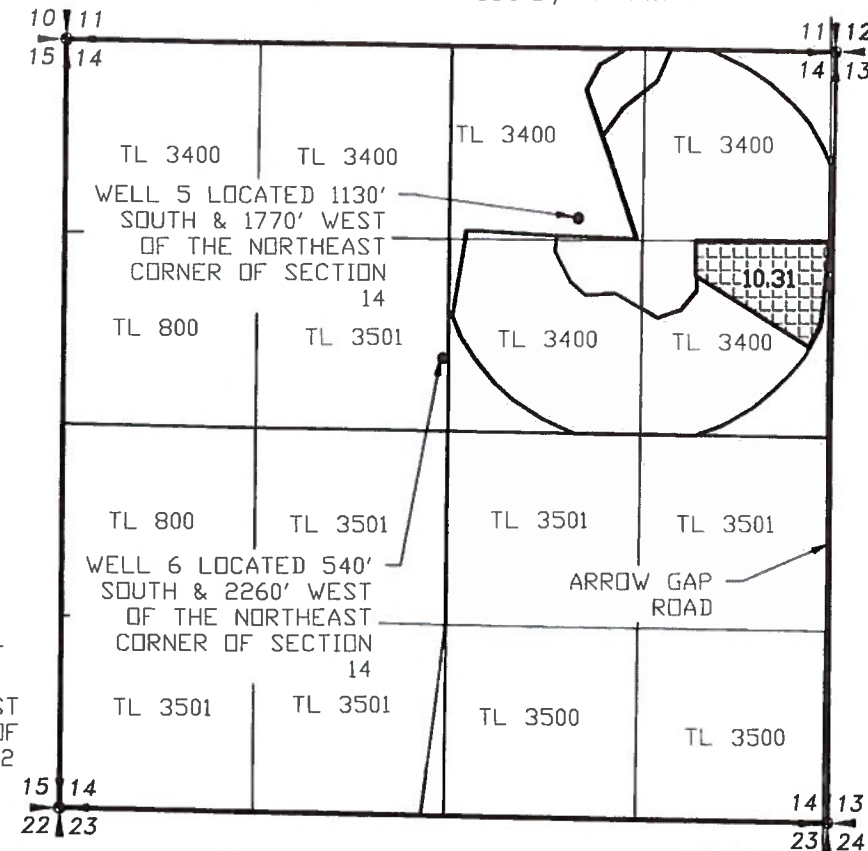 10 11
15 14
11 12
14 13
TL 3400
TL 3400
TL 3400
TL 3400
WELL 5 LOCATED 1130'
SOUTH & 1770' WEST
OF THE NORTHEAST
CORNER OF SECTION
14
10.31
TL 800
TL 3501
TL 3400
TL 3400
TL 800
TL 3501
TL 3501
TL 3501
WELL 6 LOCATED 540'
SOUTH & 2260' WEST
OF THE NORTHEAST
CORNER OF SECTION
14
ARROW GAP
ROAD
ST
OF
2
TL 3501
TL 3501
TL 3500
TL 3500
15 14
22 23
14 13
23 24